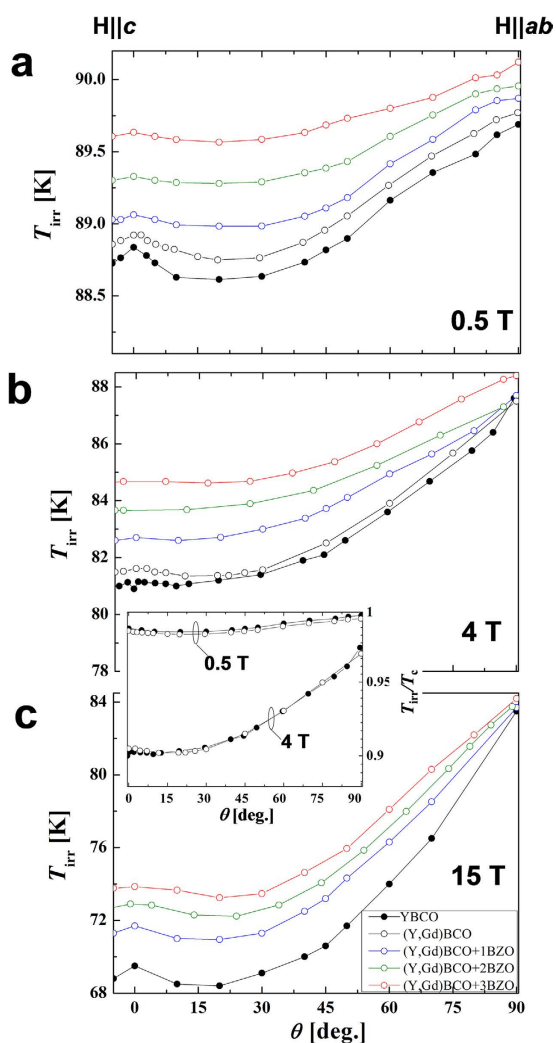 H||c H||ab
a
90.0
89.5
89.0
88.5
T_irr [K]
0.5 T
b
88
86
84
82
80
78
T_irr [K]
4 T
1
0.95
0.9
T_irr/T_c
0.5 T
4 T
0 15 30 45 60 75 90
θ [deg.]
c
84
80
76
72
68
T_irr [K]
15 T
YBCO
(Y,Gd)BCO
(Y,Gd)BCO+1BZO
(Y,Gd)BCO+2BZO
(Y,Gd)BCO+3BZO
0 15 30 45 60 75 90
θ [deg.]